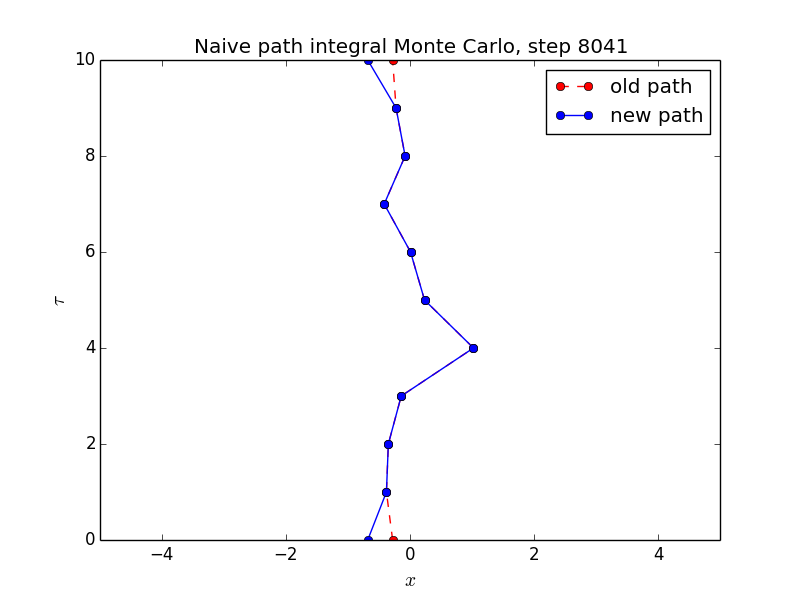 Naive path integral Monte Carlo, step 8041
old path
new path
10
8
6
4
2
0
τ
−4 −2 0 2 4
x